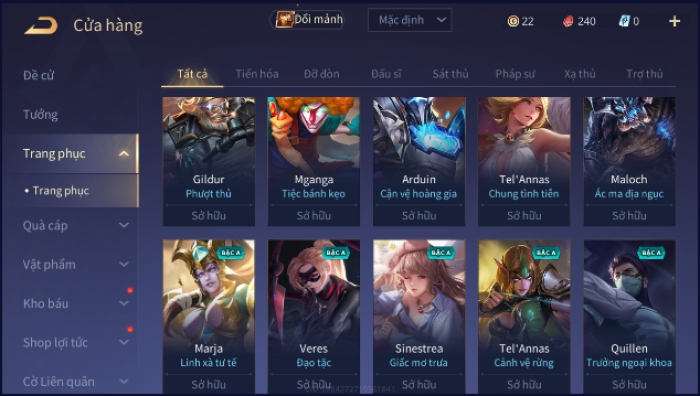 Cửa hàng
Đổi mảnh
Mặc định
22
240
0
Đề cử
Tướng
Trang phục
• Trang phục
Quà cáp
Vật phẩm
Kho báu
Shop lợi tức
Cờ Liên quân
Tất cả
Tiến hóa
Đỡ đòn
Đấu sĩ
Sát thủ
Pháp sư
Xạ thủ
Trợ thủ
Gildur
Phượt thủ
Sở hữu
Mganga
Tiệc bánh kẹo
Sở hữu
Arduin
Cận vệ hoàng gia
Sở hữu
Tel'Annas
Chung tình tiễn
Sở hữu
Maloch
Ác ma địa ngục
Sở hữu
BẬC A
Marja
Linh xà tư tế
Sở hữu
BẬC A
Veres
Đạo tặc
Sở hữu
BẬC A
Sinestrea
Giấc mơ trưa
Sở hữu
BẬC A
Tel'Annas
Cảnh vệ rừng
Sở hữu
BẬC A
Quillen
Trưởng ngoại khoa
Sở hữu